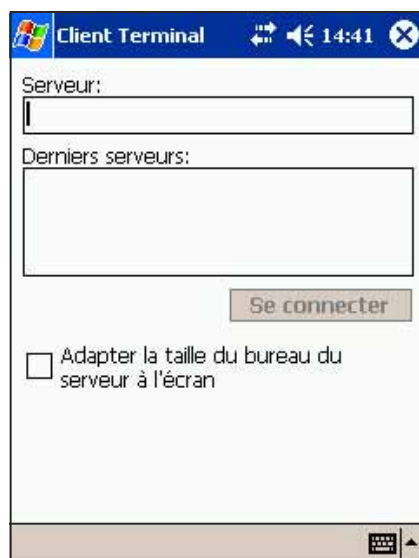 Client Terminal 14:41
Serveur:
Derniers serveurs:
Se connecter
Adapter la taille du bureau du
serveur à l'écran